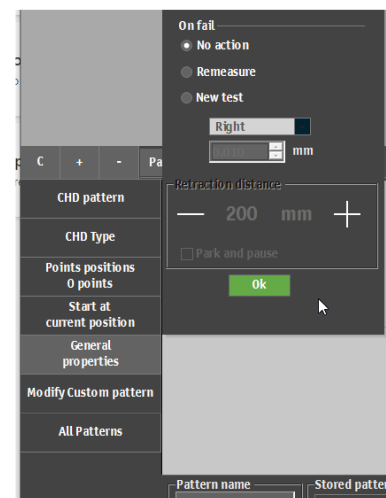 On fail
No action
Remeasure
New test
Right
mm
C + - Pa
Retraction distance
CHD pattern
— 200 mm +
CHD Type
Park and pause
Points positions
0 points
Ok
Start at
current position
General
properties
Modify Custom pattern
All Patterns
Pattern name
Stored patte